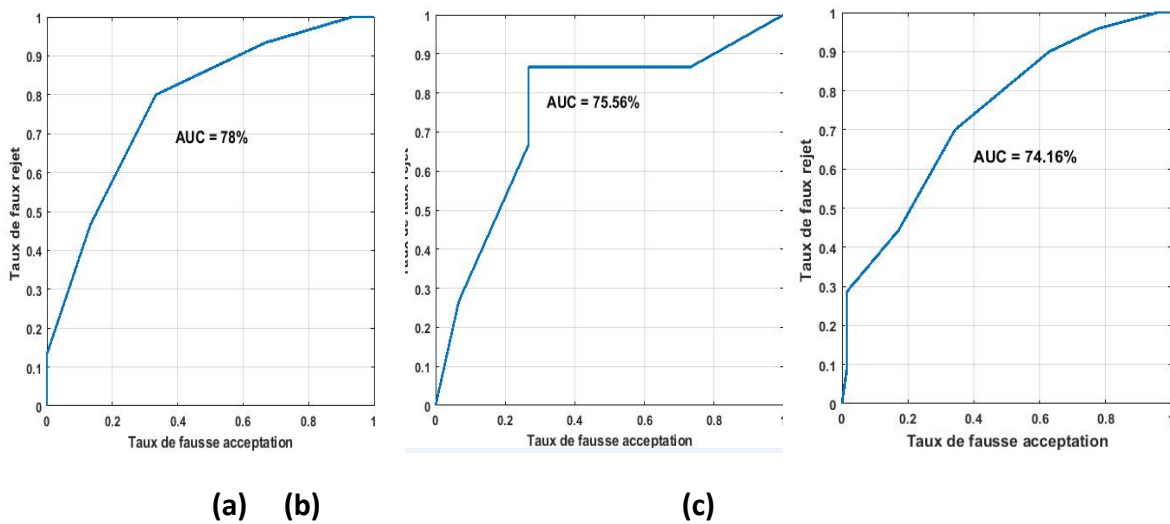 1
0.9
0.8
0.7
0.6
0.5
0.4
0.3
0.2
0.1
0
Taux de faux rejet
AUC = 78%
0 0.2 0.4 0.6 0.8 1
Taux de fausse acceptation
1
0.9
0.8
0.7
0.6
0.5
0.4
0.3
0.2
0.1
0
Taux de faux rejet
AUC = 75.56%
0 0.2 0.4 0.6 0.8 1
Taux de fausse acceptation
1
0.9
0.8
0.7
0.6
0.5
0.4
0.3
0.2
0.1
0
Taux de faux rejet
AUC = 74.16%
0 0.2 0.4 0.6 0.8 1
Taux de fausse acceptation
(a) (b) (c)